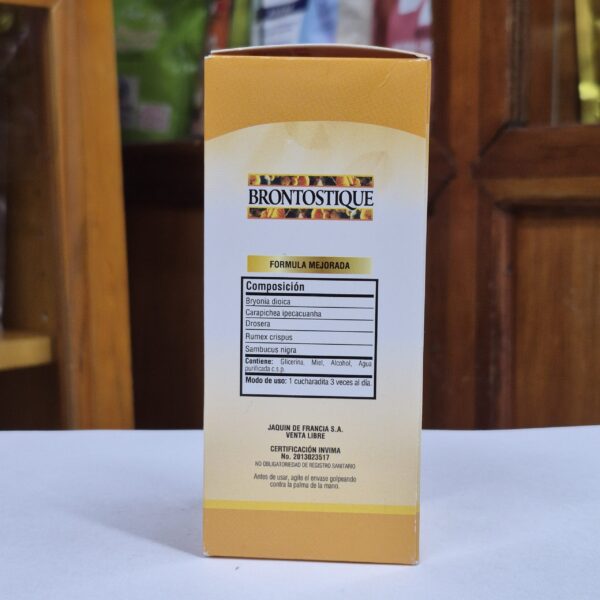 BRONTOSTIQUE
FORMULA MEJORADA
Composición
Bryonia dioica
Carapichea ipecacuanha
Drosera
Rumex crispus
Sambucus nigra
Contiene: Glicerina, Miel, Alcohol, Agua
purificada c.s.p.
Modo de uso: 1 cucharadita 3 veces al día.
JAQUIN DE FRANCIA S.A.
VENTA LIBRE
CERTIFICACIÓN INVIMA
No. 2013023517
NO OBLIGATORIEDAD DE REGISTRO SANITARIO
Antes de usar, agite el envase golpeando
contra la palma de la mano.